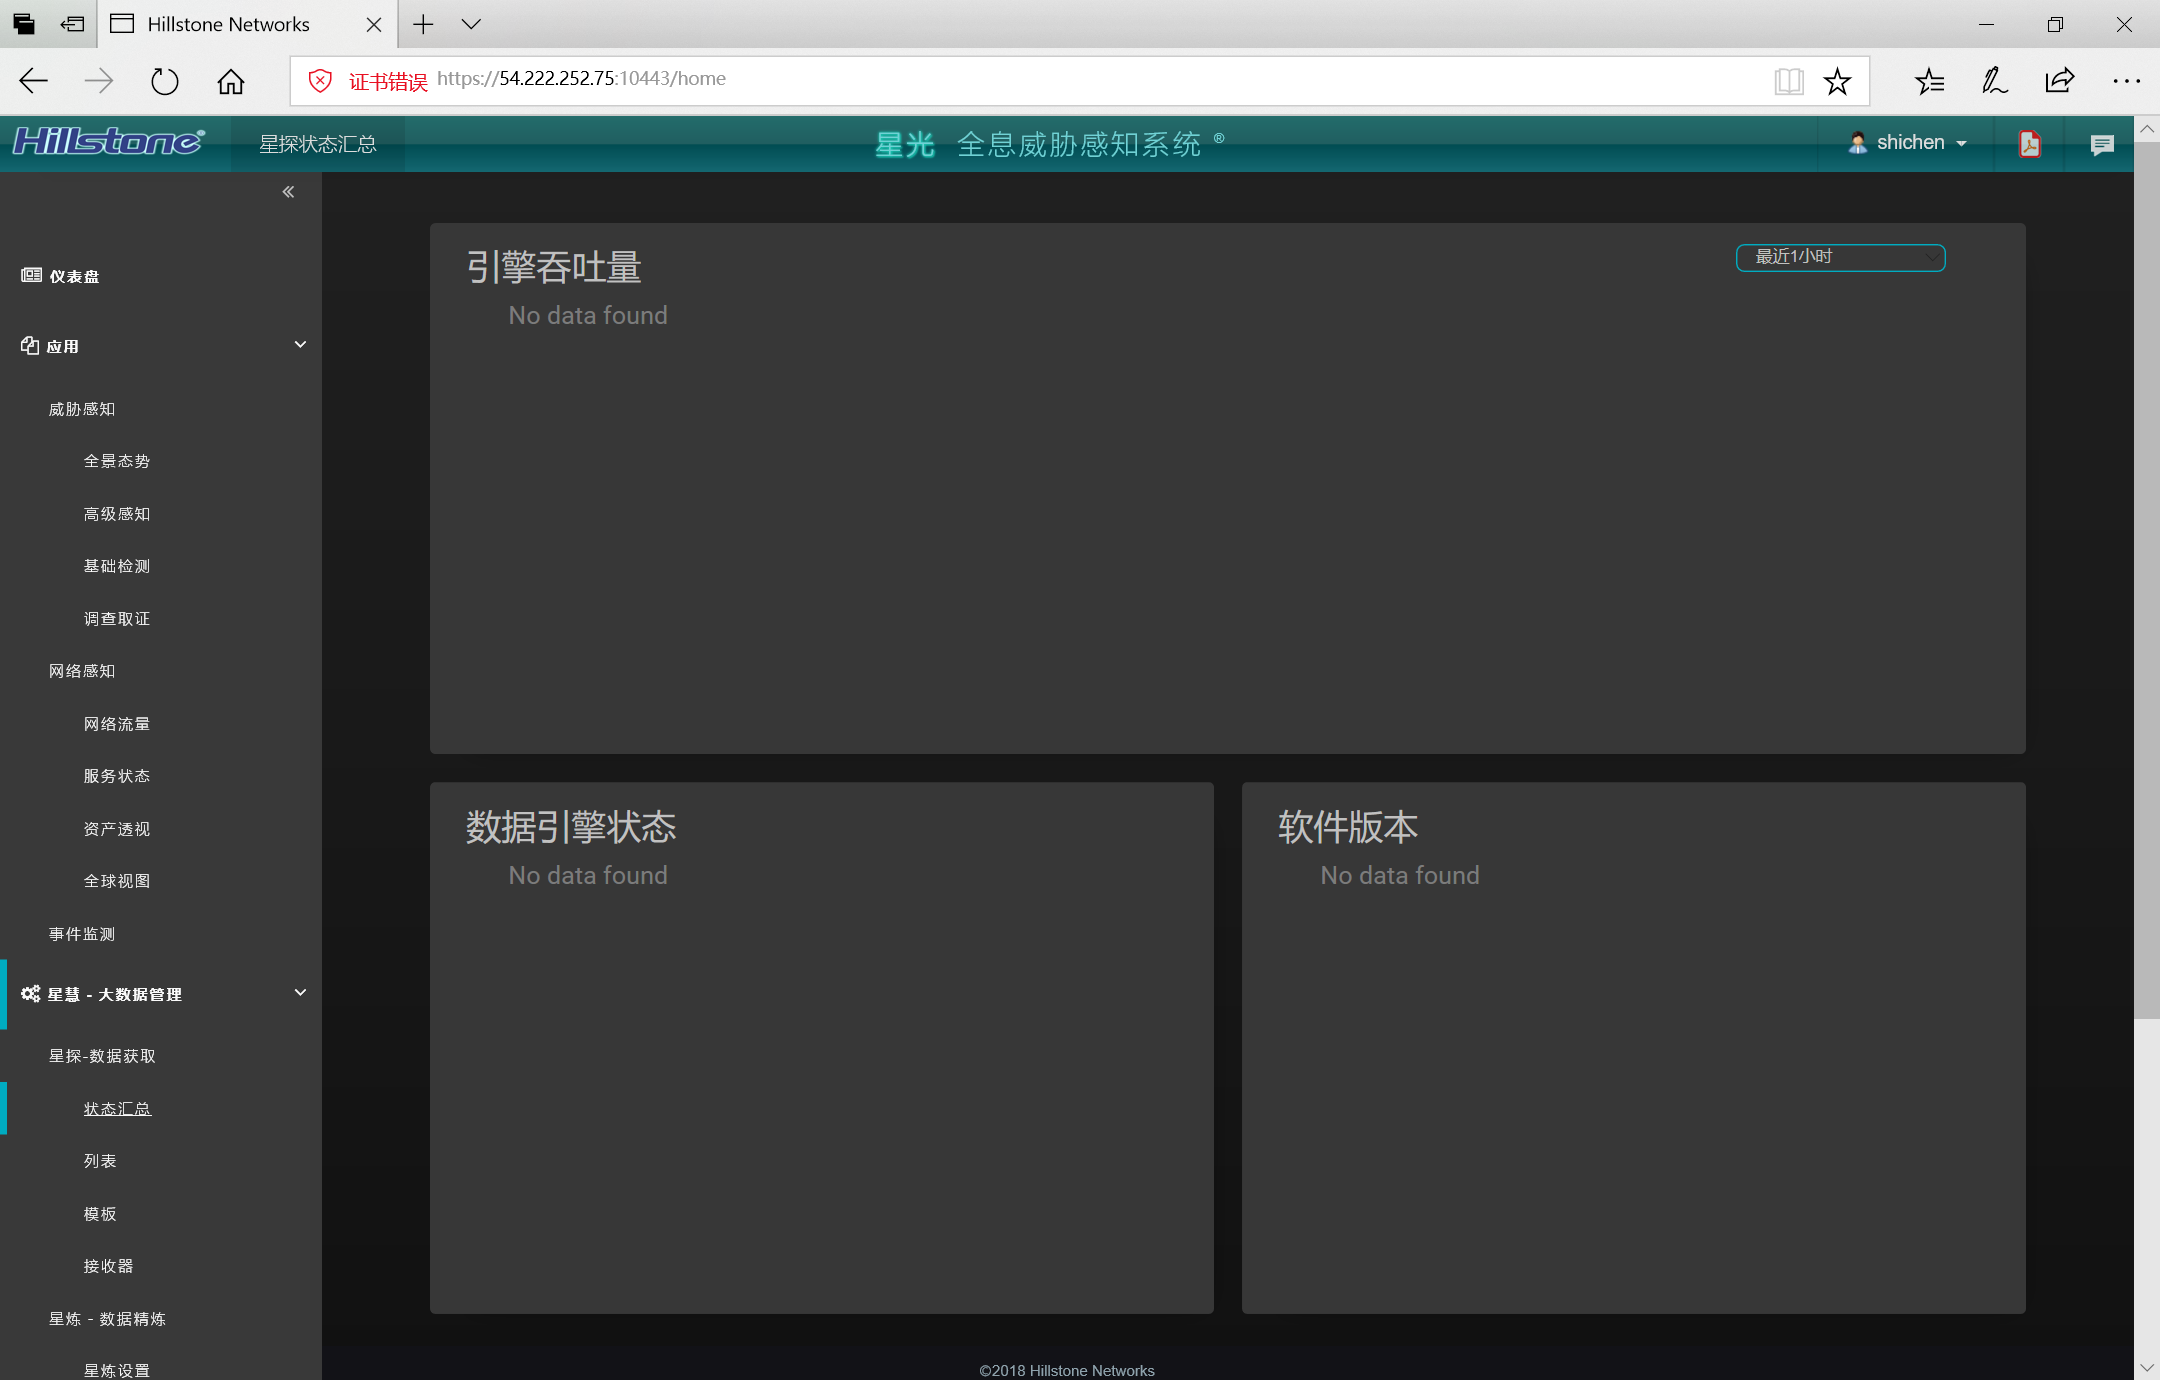 Hillstone Networks
证书错误 https://54.222.252.75:10443/home
Hillstone®
星探状态汇总
星光 全息威胁感知系统 ®
shichen
仪表盘
应用
威胁感知
全景态势
高级感知
基础检测
调查取证
网络感知
网络流量
服务状态
资产透视
全球视图
事件监测
星慧 - 大数据管理
星探-数据获取
状态汇总
列表
模板
接收器
星炼 - 数据精炼
星炼设置
引擎吞吐量
最近1小时
No data found
数据引擎状态
No data found
软件版本
No data found
©2018 Hillstone Networks